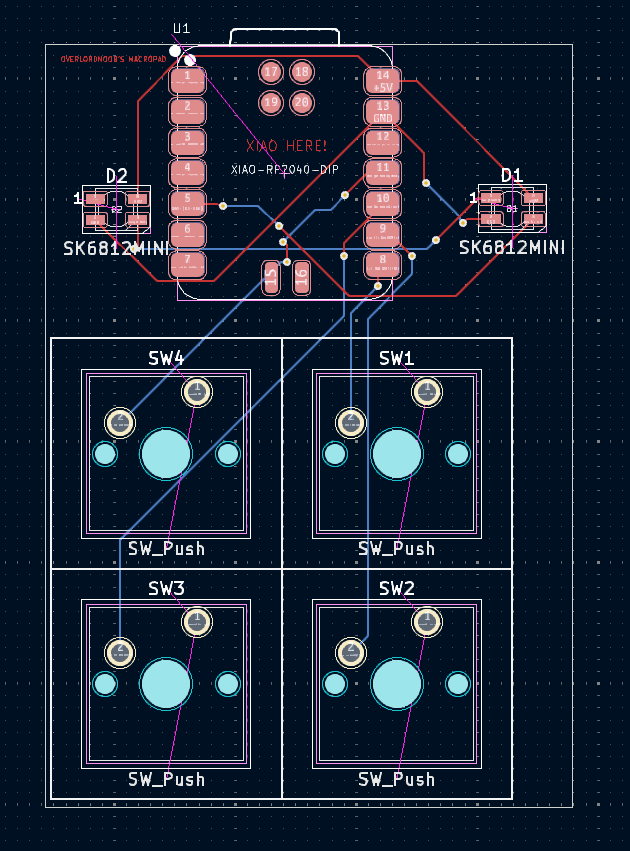 U1
OVERLORDNOOB'S MACROPAD
1
17
18
14
+5V
2
19
20
13
GND
3
XIAO HERE!
12
4
XIAO-RP2040-DIP
11
D2
D1
1
5
10
1
SK6812MINI
6
9
SK6812MINI
7
15
16
8
SW4
SW1
1
2
1
2
SW_Push
SW_Push
SW3
SW2
1
2
1
2
SW_Push
SW_Push